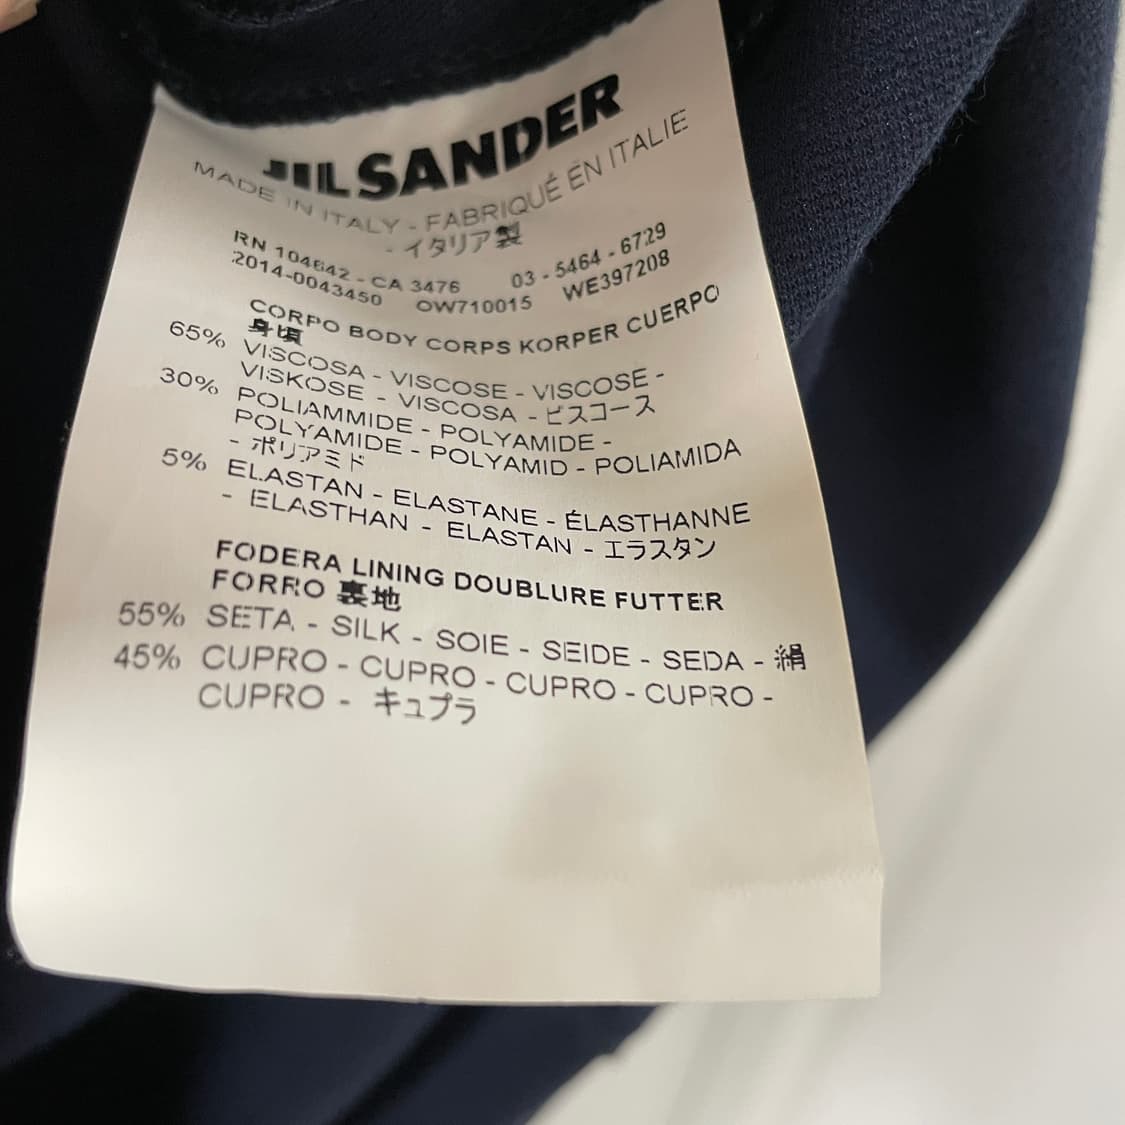 JIL SANDER
MADE IN ITALY - FABRIQUÉ EN ITALIE
- イタリア製
RN 104642 - CA 3476 03 - 5464 - 6729
2014-0043450 OW710015 WE397208
CORPO BODY CORPS KORPER CUERPO
身頃
65% VISCOSA - VISCOSE - VISCOSE -
VISKOSE - VISCOSA - ビスコース
30% POLIAMMIDE - POLYAMIDE -
POLYAMIDE - POLYAMID - POLIAMIDA
- ポリアミド
5% ELASTAN - ELASTANE - ÉLASTHANNE
- ELASTHAN - ELASTAN - エラスタン
FODERA LINING DOUBLURE FUTTER
FORRO 裏地
55% SETA - SILK - SOIE - SEIDE - SEDA - 絹
45% CUPRO - CUPRO - CUPRO - CUPRO -
CUPRO - キュプラ